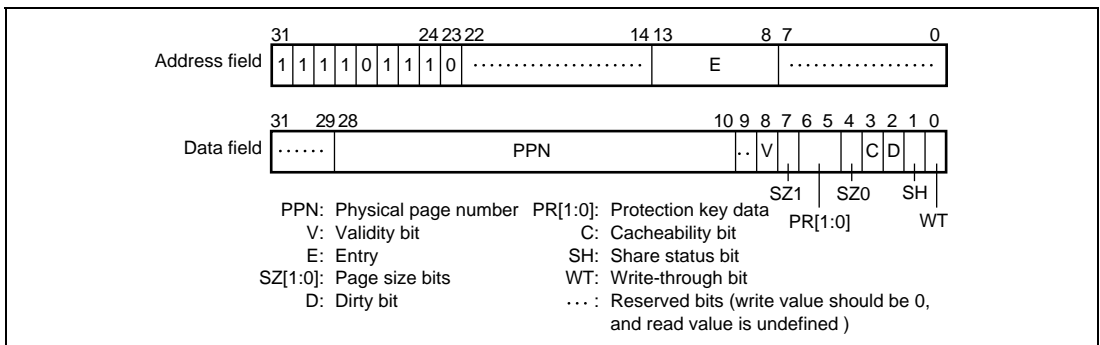 31 24 23 22 14 13 8 7 0
Address field 1 1 1 1 0 1 1 1 0 ..................... E ..................
31 29 28 10 9 8 7 6 5 4 3 2 1 0
Data field ...... PPN .. V C D
SZ1 SZ0 SH
PR[1:0] WT
PPN: Physical page number PR[1:0]: Protection key data
V: Validity bit C: Cacheability bit
E: Entry SH: Share status bit
SZ[1:0]: Page size bits WT: Write-through bit
D: Dirty bit ... : Reserved bits (write value should be 0,
and read value is undefined )